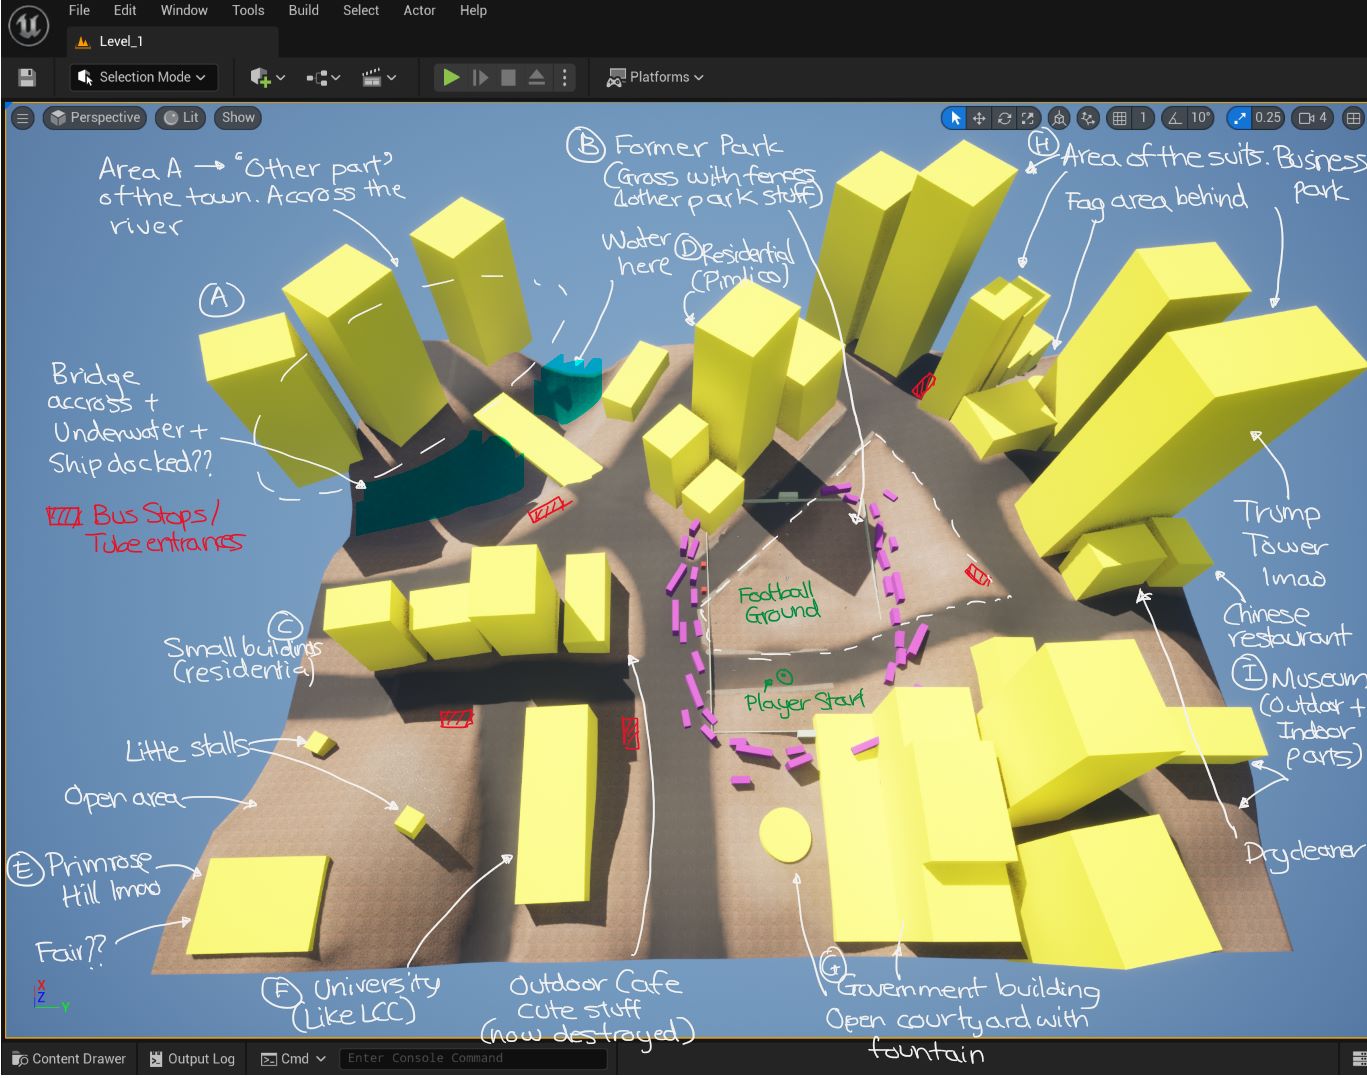 File Edit Window Tools Build Select Actor Help
Level_1
Selection Mode
Platforms
Perspective
Lit
Show
1
10°
0.25
4
Area A → "Other part"
of the town. Accross the
river
B Former Park
(Grass with fences
& other park stuff)
H Area of the suits. Business
park
Fag area behind
Water
here
D Residential
(Pimlico)
A
Bridge
accross +
Underwater +
Ship docked??
Bus Stops /
Tube entrances
Trump
Tower
lmao
Football
Ground
Chinese
restaurant
C
Small buildings
(residentia)
I Museum
(Outdoor +
Indoor
parts)
Player Start
Little stalls
Open area
E Primrose
Hill lmao
Drycleaner
Fair??
F University
(Like LCC)
Outdoor Cafe
cute stuff
(now destroyed)
G Government building
Open courtyard with
fountain
X
Z
Y
Content Drawer
Output Log
Cmd
Enter Console Command